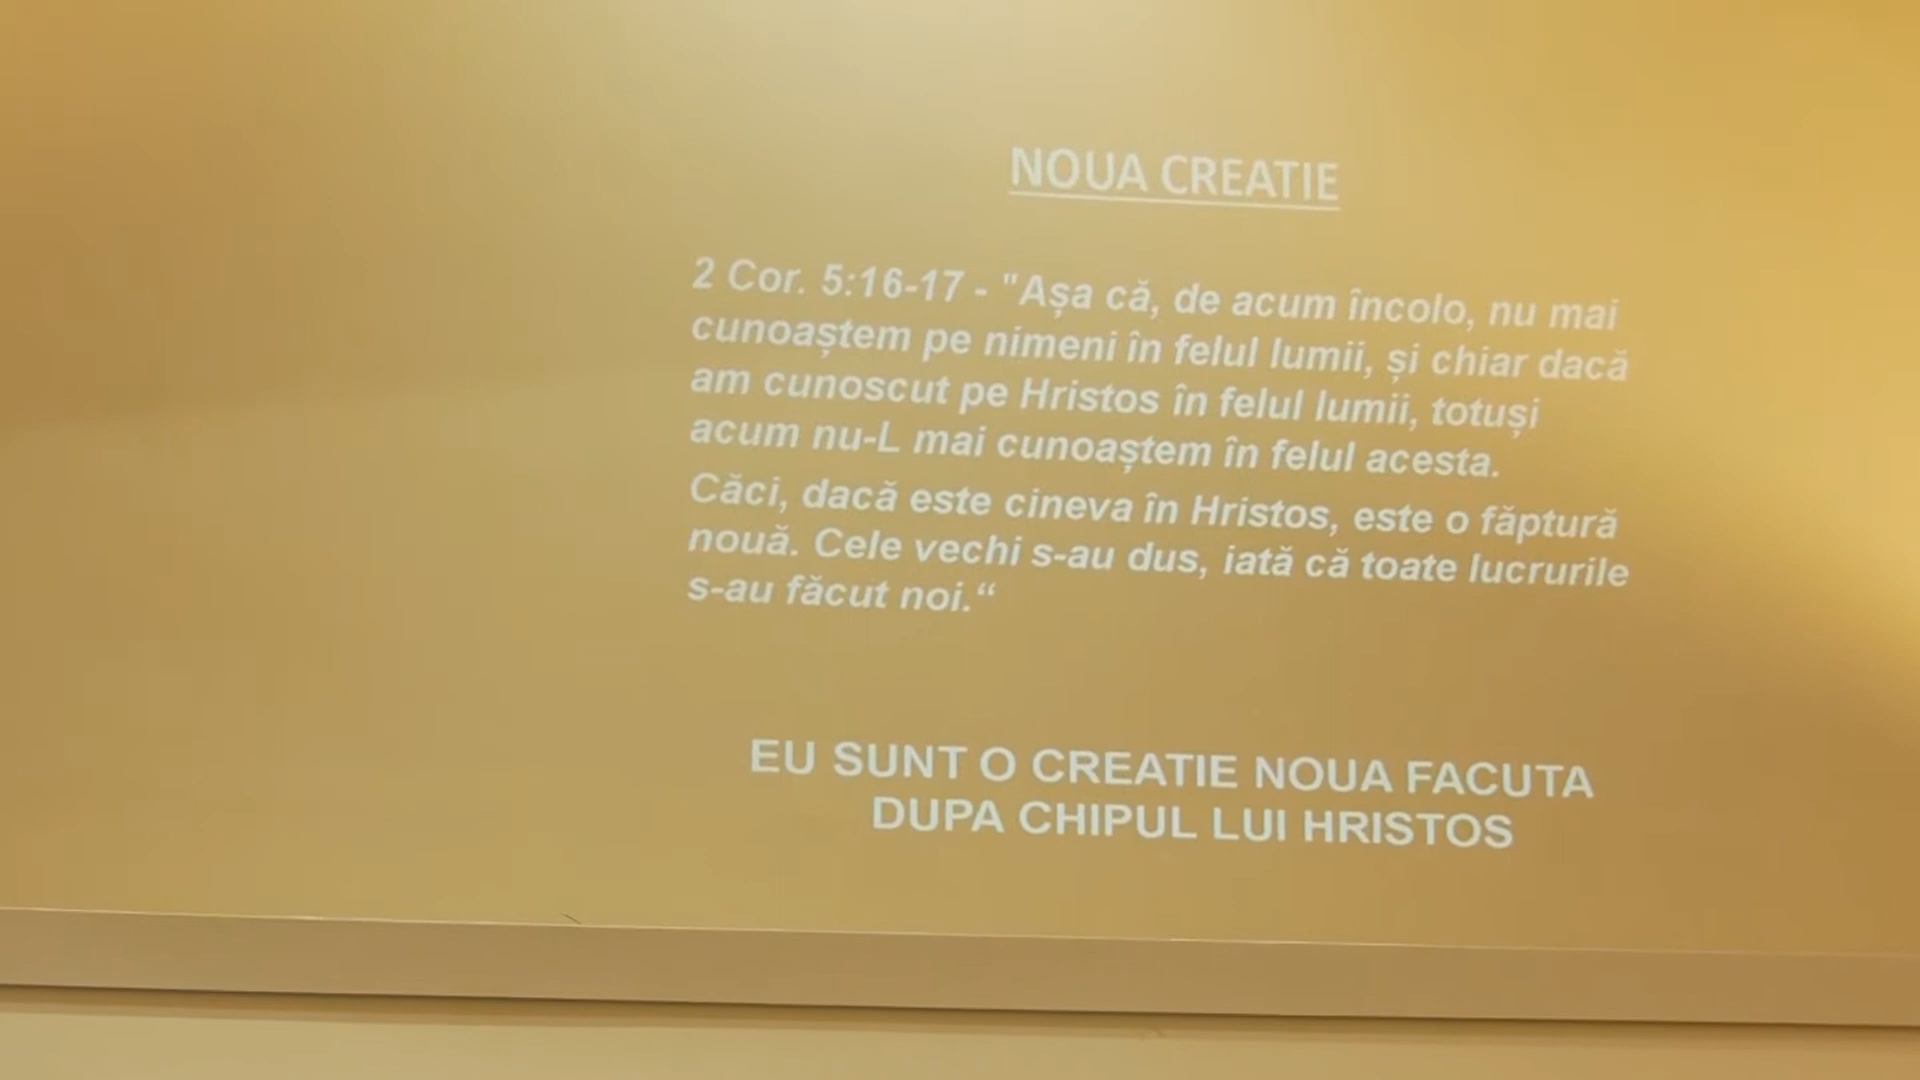 NOUA CREATIE
2 Cor. 5:16-17 - "Așa că, de acum încolo, nu mai
cunoaștem pe nimeni în felul lumii, și chiar dacă
am cunoscut pe Hristos în felul lumii, totuși
acum nu-L mai cunoaștem în felul acesta.
Căci, dacă este cineva în Hristos, este o făptură
nouă. Cele vechi s-au dus, iată că toate lucrurile
s-au făcut noi.“
EU SUNT O CREATIE NOUA FACUTA
DUPA CHIPUL LUI HRISTOS